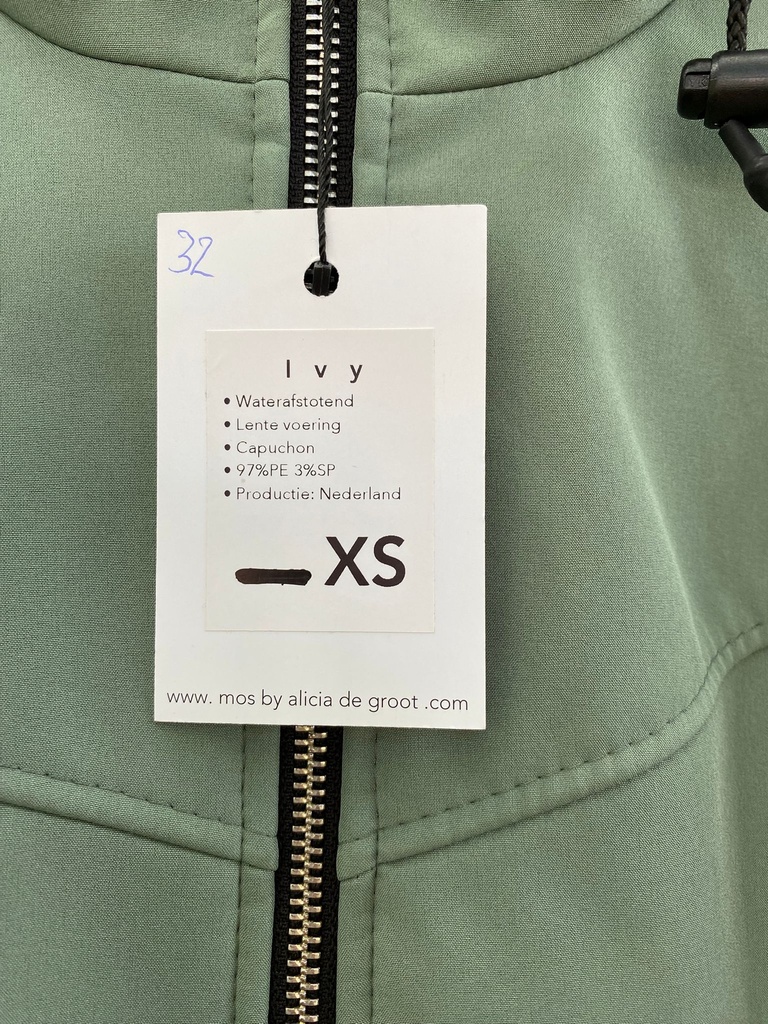 32
Ivy
• Waterafstotend
• Lente voering
• Capuchon
• 97%PE 3%SP
• Productie: Nederland
XS
www. mos by alicia de groot .com